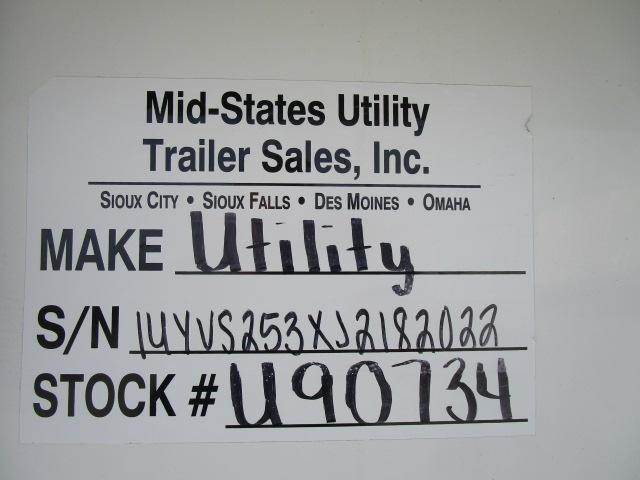 Mid-States Utility
Trailer Sales, Inc.
SIOUX CITY • SIOUX FALLS • DES MOINES • OMAHA
MAKE Utility
S/N 1UYVS253XJ2182022
STOCK # U90734